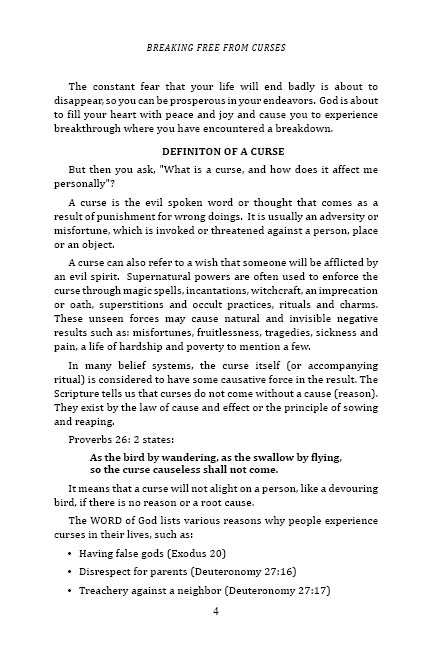 BREAKING FREE FROM CURSES
The constant fear that your life will end badly is about to
disappear, so you can be prosperous in your endeavors. God is about
to fill your heart with peace and joy and cause you to experience
breakthrough where you have encountered a breakdown.
DEFINITON OF A CURSE
But then you ask, "What is a curse, and how does it affect me
personally"?
A curse is the evil spoken word or thought that comes as a
result of punishment for wrong doings. It is usually an adversity or
misfortune, which is invoked or threatened against a person, place
or an object.
A curse can also refer to a wish that someone will be afflicted by
an evil spirit. Supernatural powers are often used to enforce the
curse through magic spells, incantations, witchcraft, an imprecation
or oath, superstitions and occult practices, rituals and charms.
These unseen forces may cause natural and invisible negative
results such as: misfortunes, fruitlessness, tragedies, sickness and
pain, a life of hardship and poverty to mention a few.
In many belief systems, the curse itself (or accompanying
ritual) is considered to have some causative force in the result. The
Scripture tells us that curses do not come without a cause (reason).
They exist by the law of cause and effect or the principle of sowing
and reaping.
Proverbs 26: 2 states:
As the bird by wandering, as the swallow by flying,
so the curse causeless shall not come.
It means that a curse will not alight on a person, like a devouring
bird, if there is no reason or a root cause.
The WORD of God lists various reasons why people experience
curses in their lives, such as:
• Having false gods (Exodus 20)
• Disrespect for parents (Deuteronomy 27:16)
• Treachery against a neighbor (Deuteronomy 27:17)
4